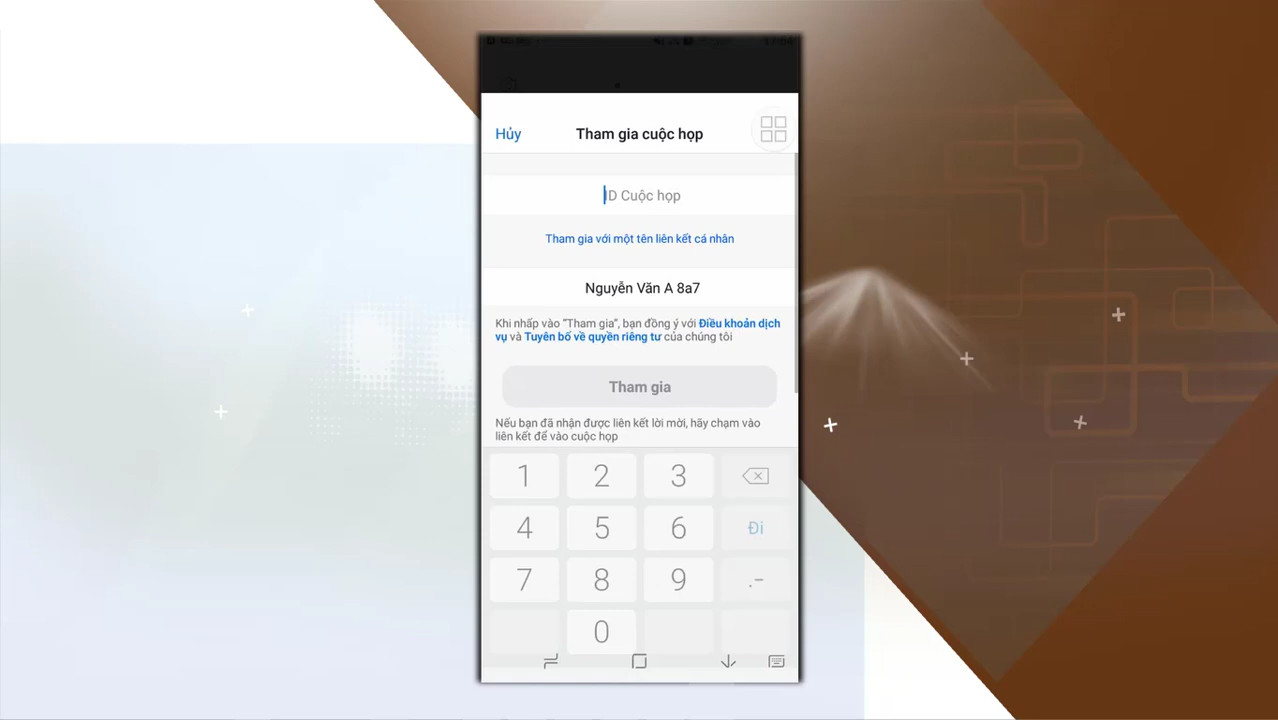 Hủy
Tham gia cuộc họp
ID Cuộc họp
Tham gia với một tên liên kết cá nhân
Nguyễn Văn A 8a7
Khi nhấp vào “Tham gia”, bạn đồng ý với Điều khoản dịch
vụ và Tuyên bố về quyền riêng tư của chúng tôi
Tham gia
Nếu bạn đã nhận được liên kết lời mời, hãy chạm vào
liên kết để vào cuộc họp
1 2 3
4 5 6 Đi
7 8 9 .-
0